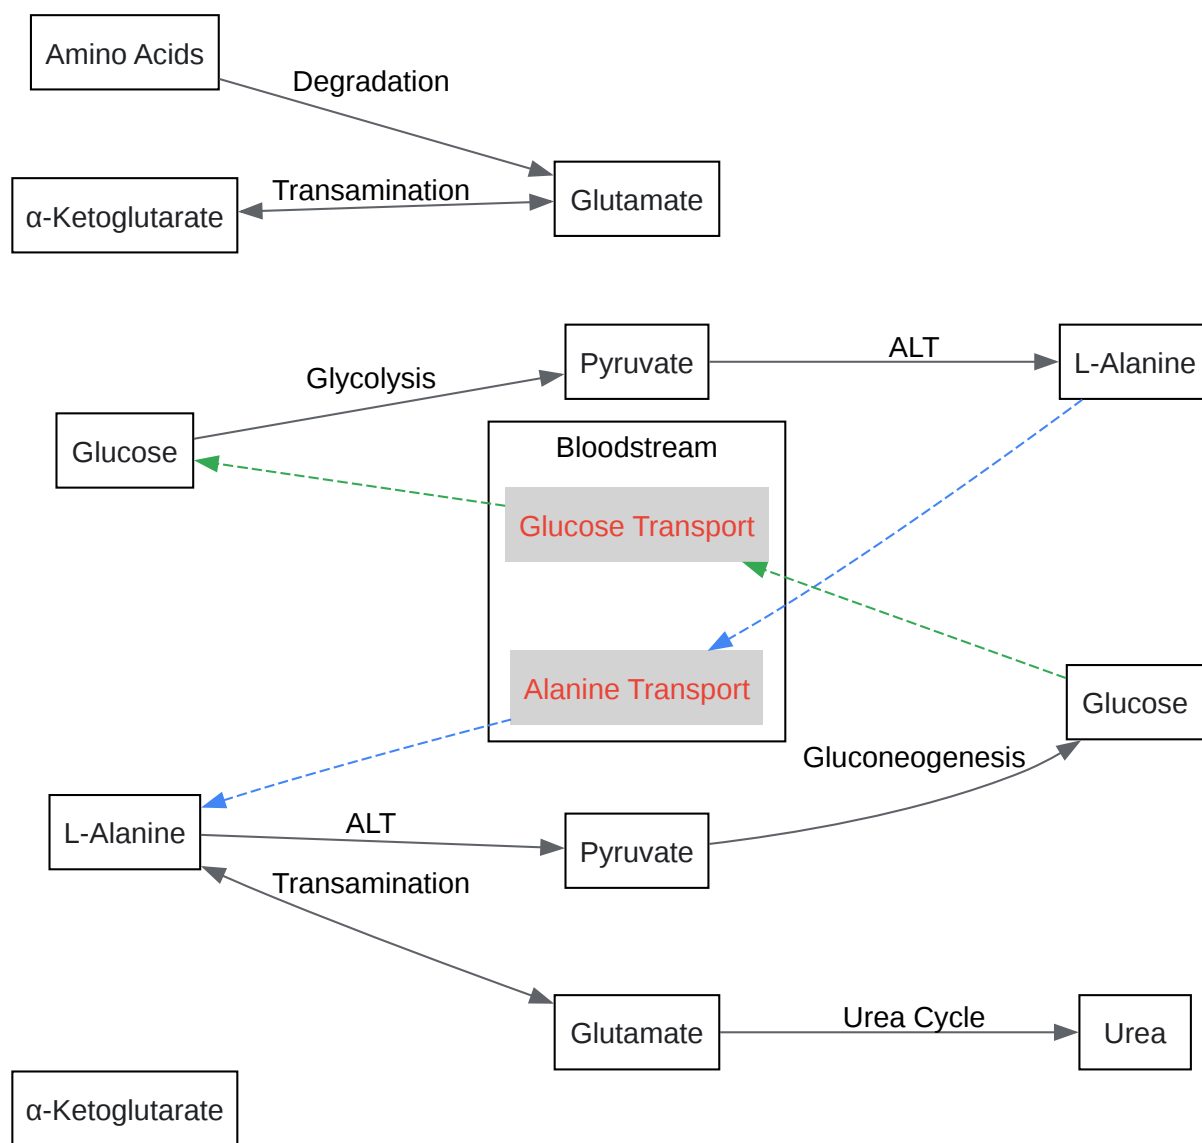 Amino Acids
Degradation
Transamination
α-Ketoglutarate
Glutamate
Pyruvate
ALT
L-Alanine
Glycolysis
Glucose
Bloodstream
Glucose Transport
Alanine Transport
Glucose
Gluconeogenesis
L-Alanine
ALT
Pyruvate
Transamination
Glutamate
Urea Cycle
Urea
α-Ketoglutarate